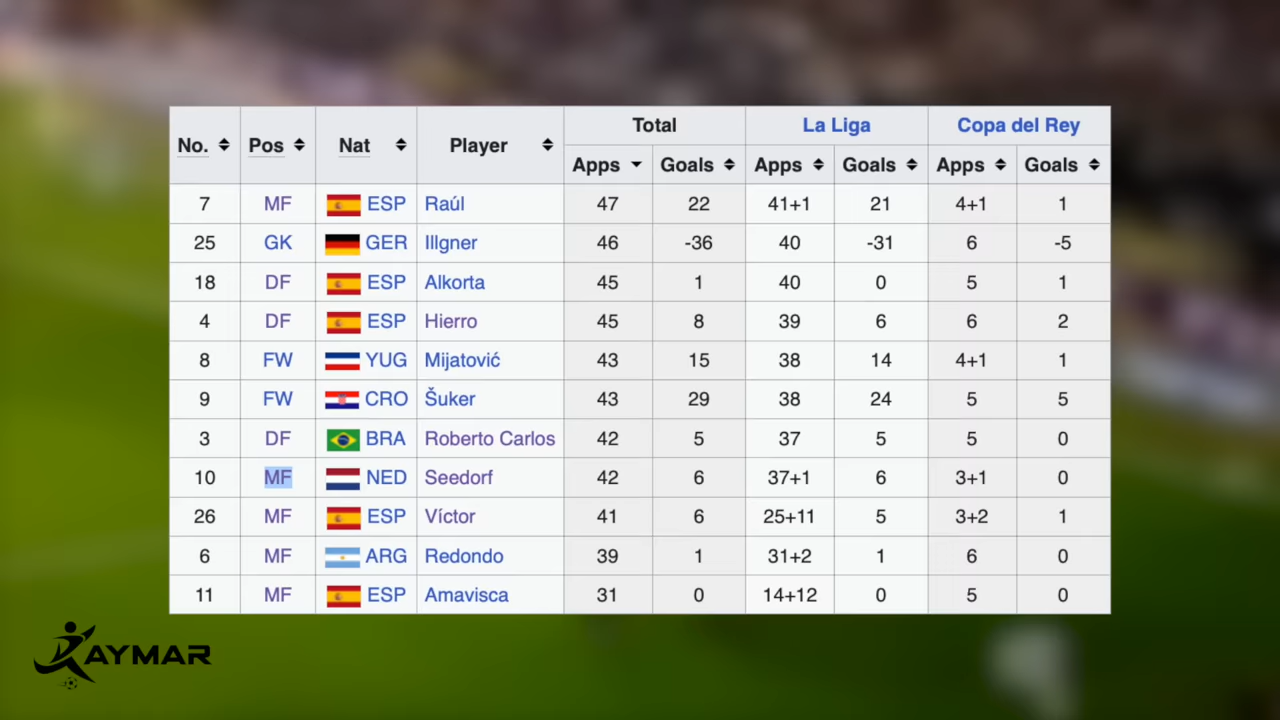 No. Pos Nat Player Total La Liga Copa del Rey
Apps Goals Apps Goals Apps Goals
7 MF ESP Raúl 47 22 41+1 21 4+1 1
25 GK GER Illgner 46 -36 40 -31 6 -5
18 DF ESP Alkorta 45 1 40 0 5 1
4 DF ESP Hierro 45 8 39 6 6 2
8 FW YUG Mijatović 43 15 38 14 4+1 1
9 FW CRO Šuker 43 29 38 24 5 5
3 DF BRA Roberto Carlos 42 5 37 5 5 0
10 MF NED Seedorf 42 6 37+1 6 3+1 0
26 MF ESP Víctor 41 6 25+11 5 3+2 1
6 MF ARG Redondo 39 1 31+2 1 6 0
11 MF ESP Amavisca 31 0 14+12 0 5 0
KAYMAR